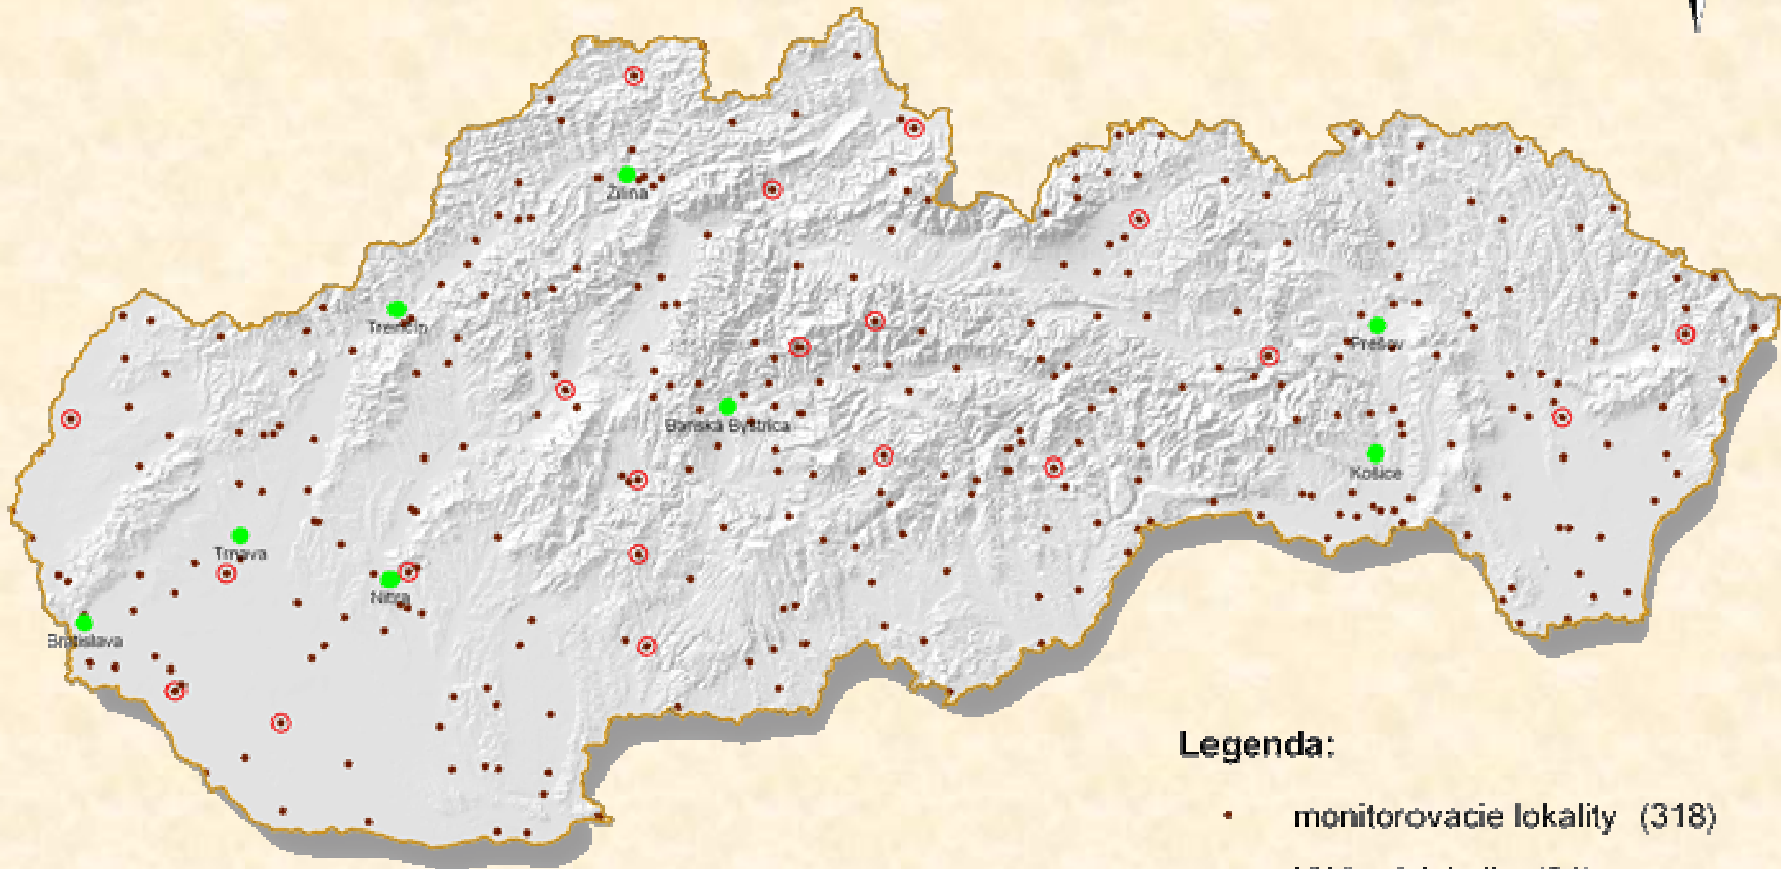 Žilina
Trenčín
Prešov
Banská Bystrica
Košice
Trnava
Nitra
Bratislava
Legenda:
monitorovacie lokality (318)